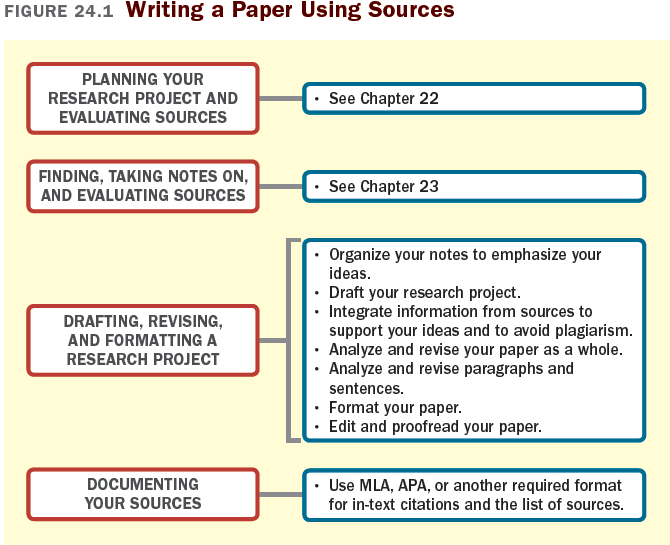 FIGURE 24.1 Writing a Paper Using Sources
PLANNING YOUR
RESEARCH PROJECT AND
EVALUATING SOURCES
• See Chapter 22
FINDING, TAKING NOTES ON,
AND EVALUATING SOURCES
• See Chapter 23
DRAFTING, REVISING,
AND FORMATTING A
RESEARCH PROJECT
• Organize your notes to emphasize your
ideas.
• Draft your research project.
• Integrate information from sources to
support your ideas and to avoid plagiarism.
• Analyze and revise your paper as a whole.
• Analyze and revise paragraphs and
sentences.
• Format your paper.
• Edit and proofread your paper.
DOCUMENTING
YOUR SOURCES
• Use MLA, APA, or another required format
for in-text citations and the list of sources.